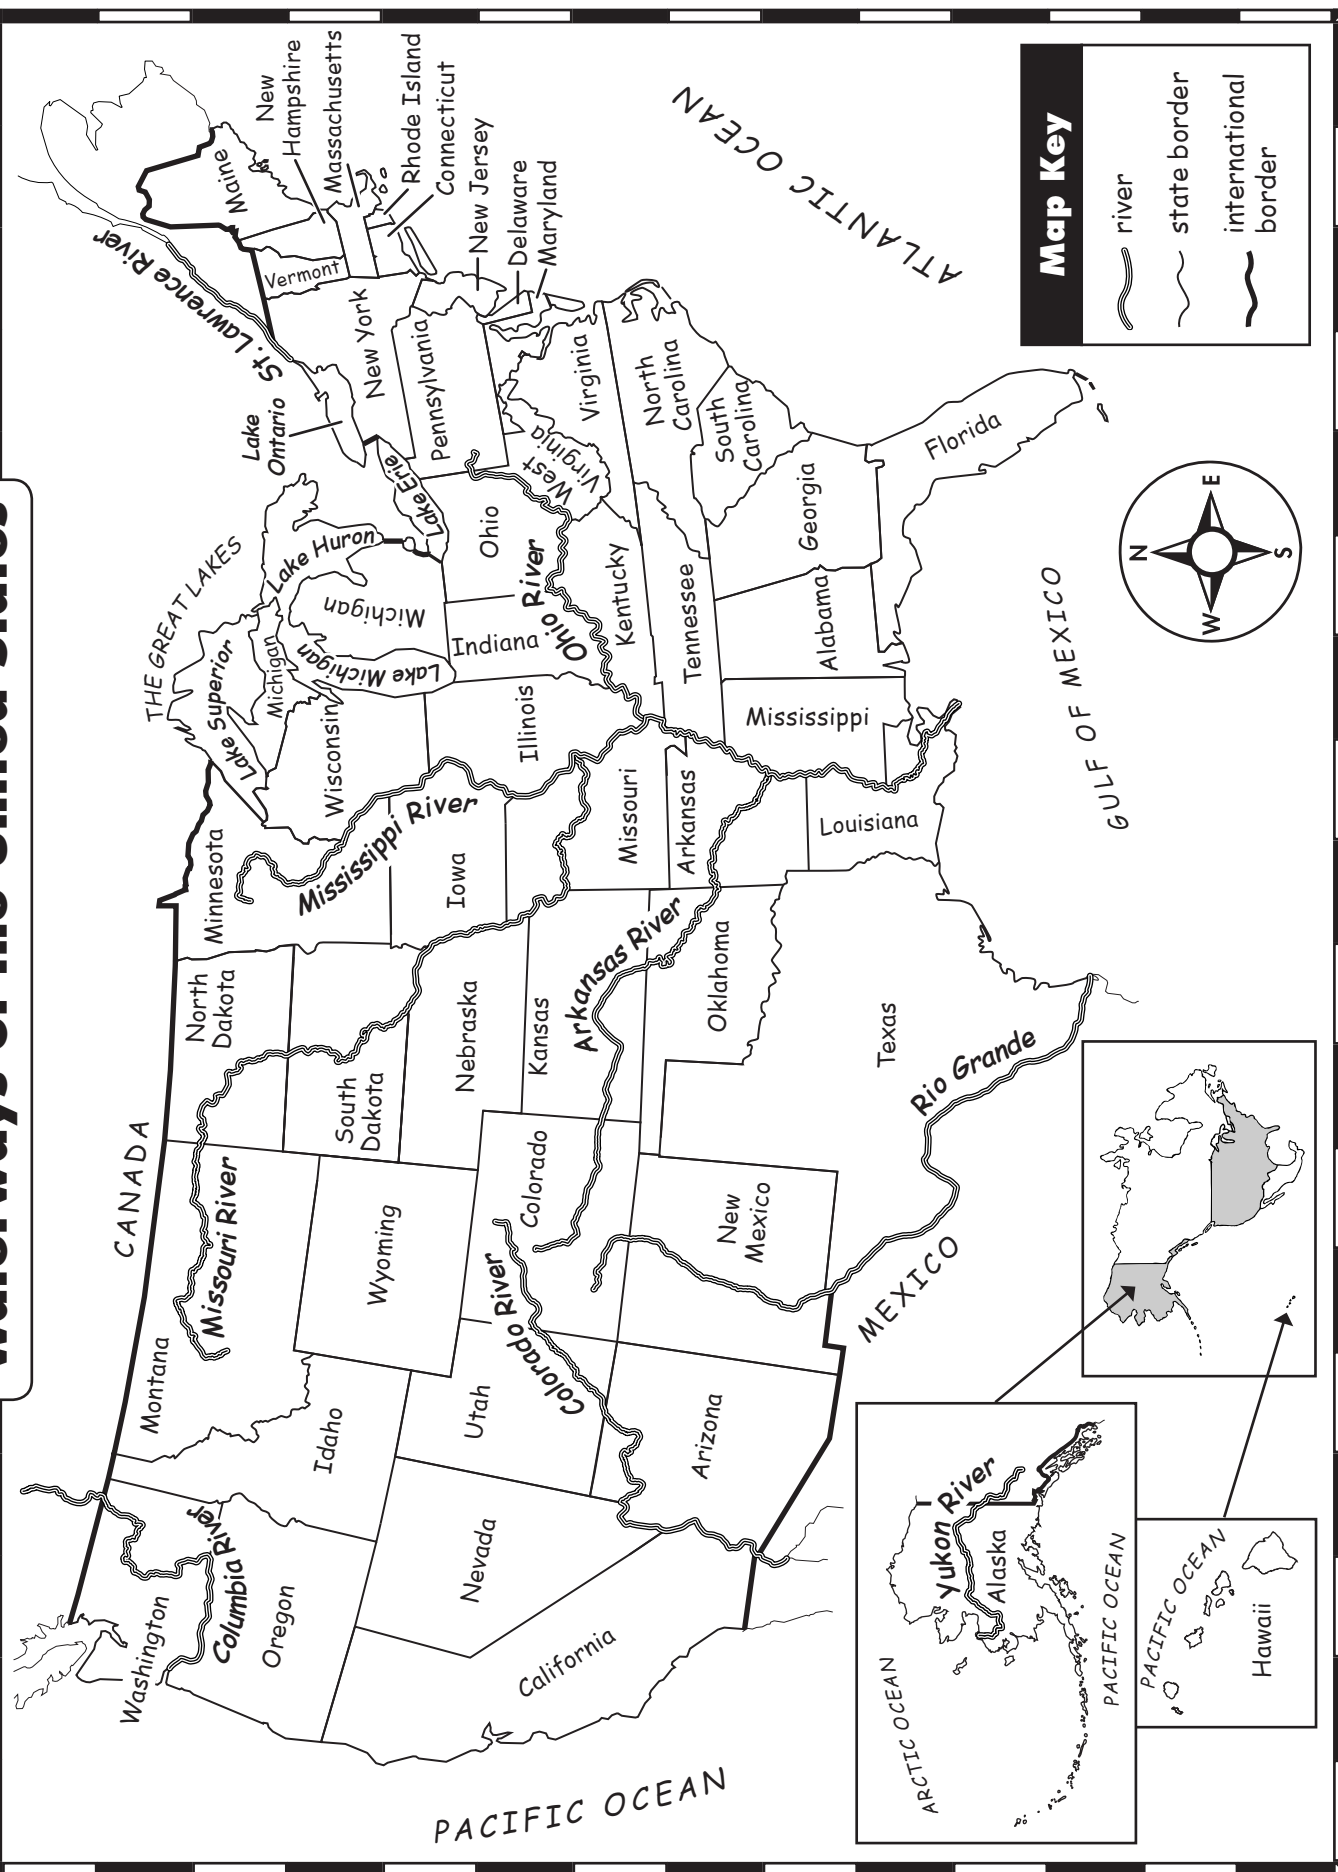 Waterways of the United States
CANADA
THE GREAT LAKES
Lake Superior
Lake Michigan
Lake Huron
Lake Erie
Lake
Ontario
St. Lawrence River
Washington
Oregon
California
Nevada
Idaho
Montana
Wyoming
Utah
Arizona
Colorado
New
Mexico
North
Dakota
South
Dakota
Nebraska
Kansas
Oklahoma
Texas
Minnesota
Iowa
Missouri
Arkansas
Louisiana
Wisconsin
Illinois
Michigan
Michigan
Indiana
Ohio
Kentucky
Tennessee
Mississippi
Alabama
Georgia
Florida
South
Carolina
North
Carolina
Virginia
West
Virginia
Pennsylvania
New York
Vermont
Maine
New
Hampshire
Massachusetts
Rhode Island
Connecticut
New Jersey
Delaware
Maryland
Columbia River
Missouri River
Colorado River
Arkansas River
Mississippi River
Ohio River
Rio Grande
PACIFIC OCEAN
ATLANTIC OCEAN
GULF OF MEXICO
MEXICO
ARCTIC OCEAN
Yukon River
Alaska
PACIFIC OCEAN
PACIFIC OCEAN
Hawaii
N
E
S
W
Map Key
river
state border
international
border